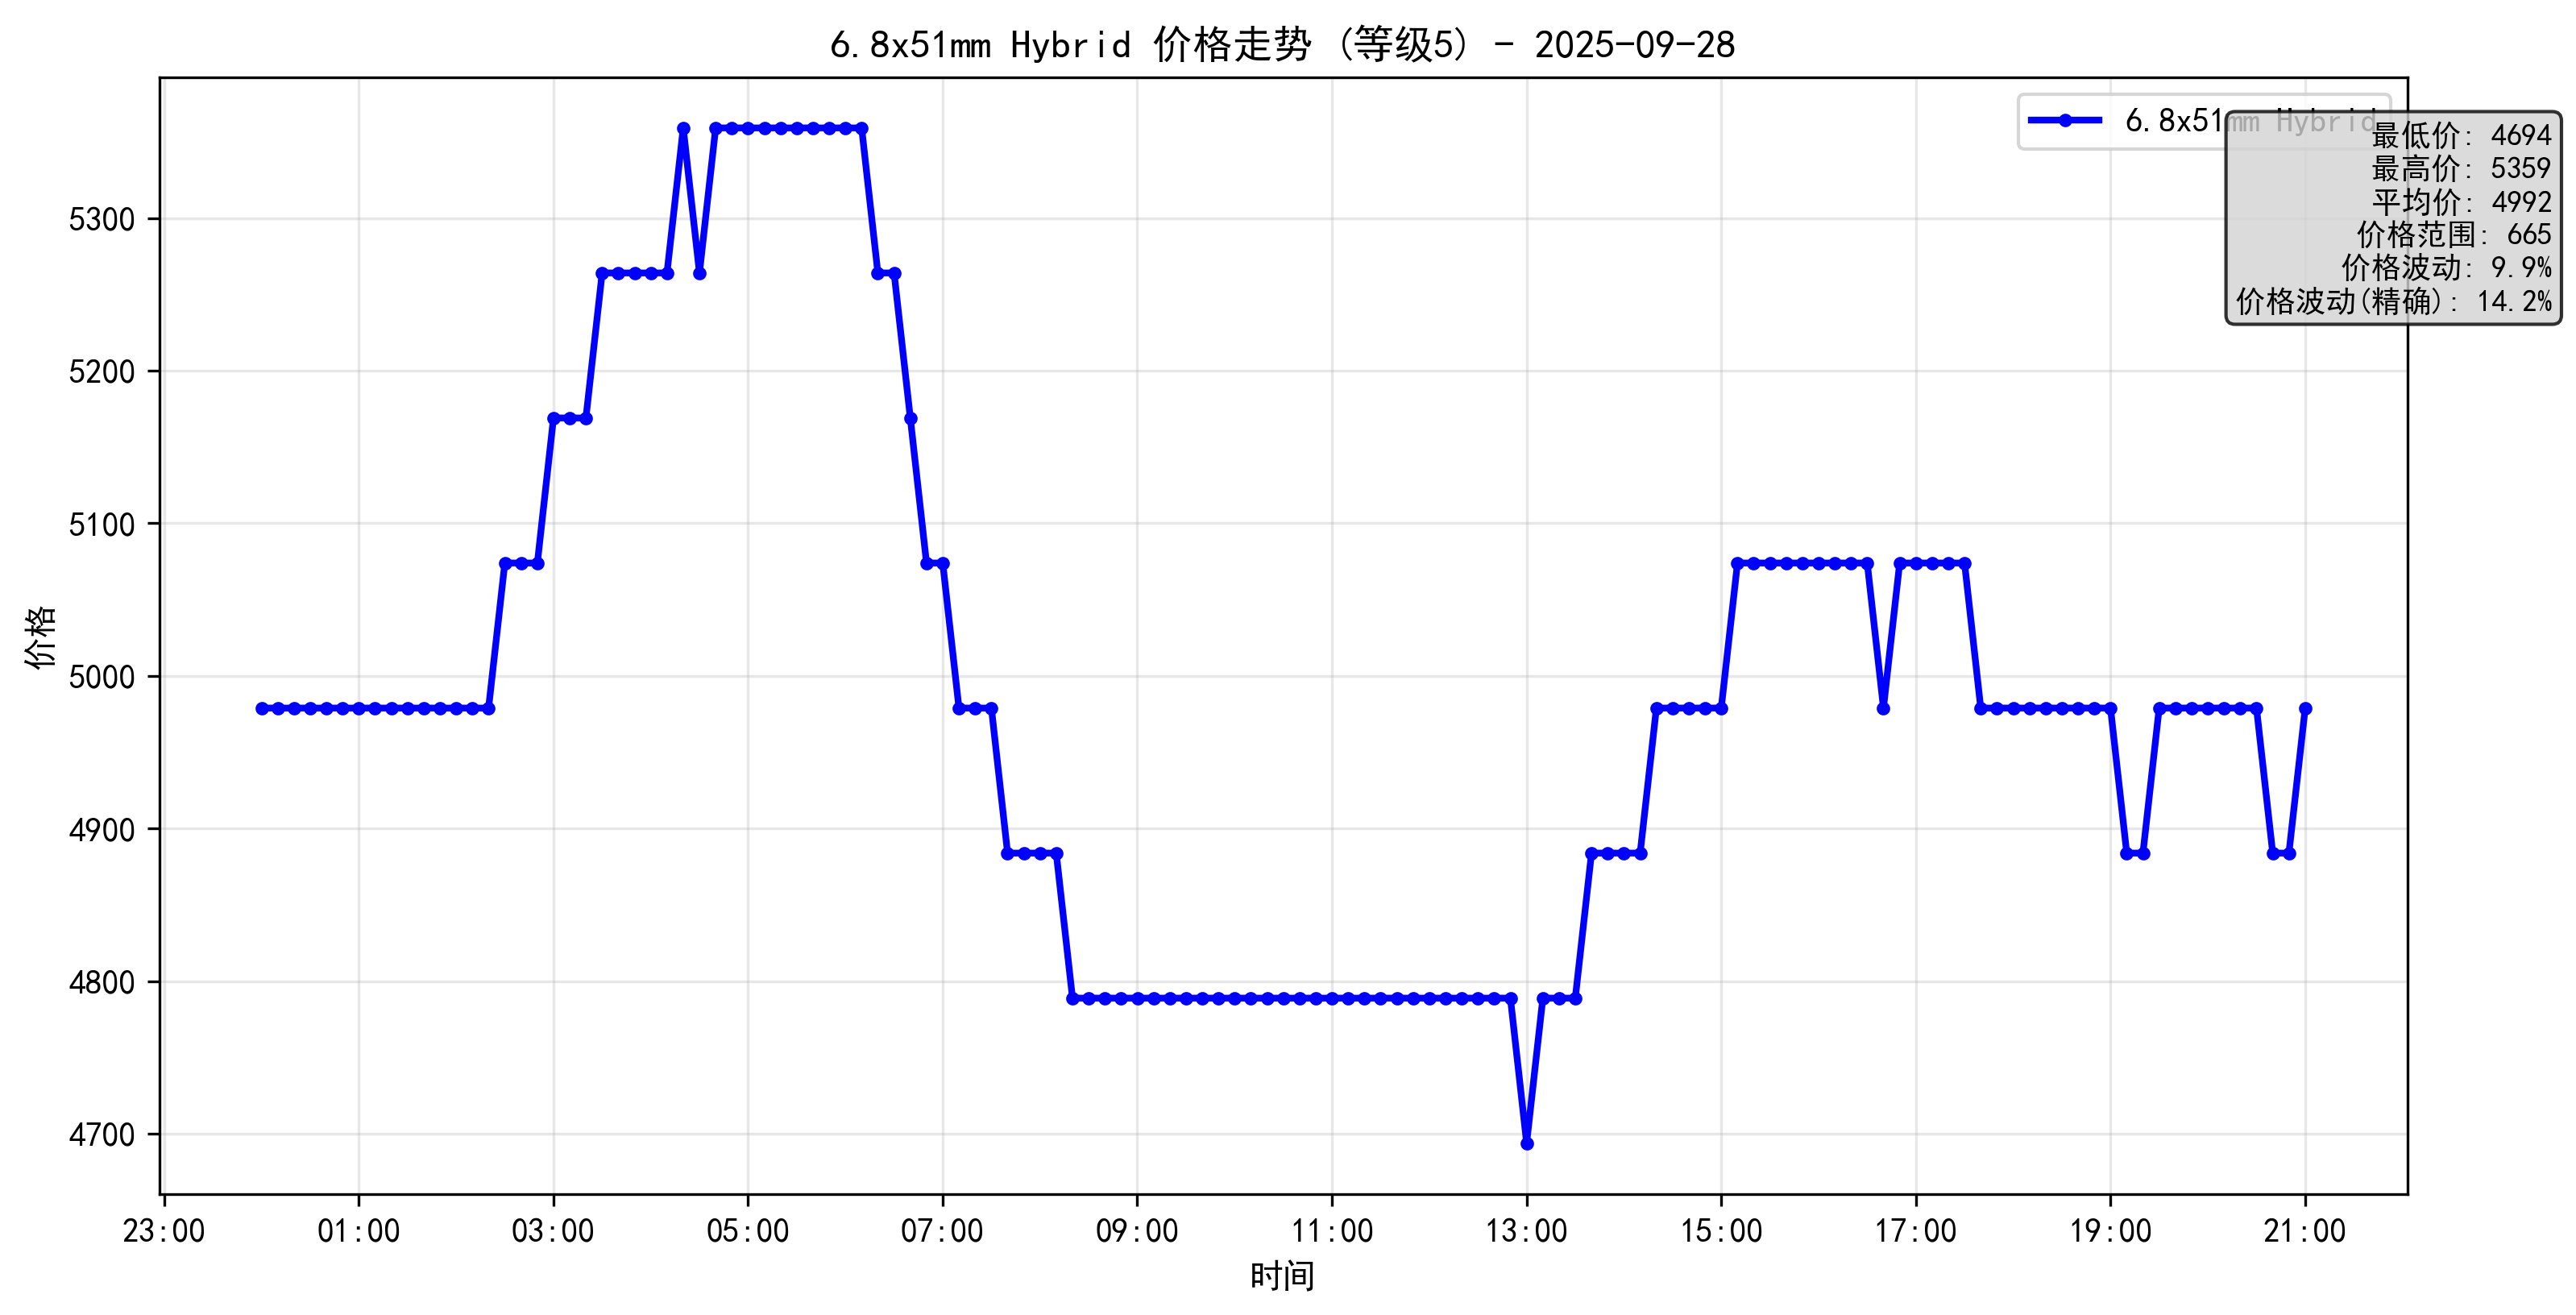 6.8x51mm Hybrid 价格走势 (等级5) - 2025-09-28
6.8x51mm Hybrid
最低价: 4694
最高价: 5359
平均价: 4992
价格范围: 665
价格波动: 9.9%
价格波动(精确): 14.2%
价格
5300
5200
5100
5000
4900
4800
4700
23:00 01:00 03:00 05:00 07:00 09:00 11:00 13:00 15:00 17:00 19:00 21:00
时间